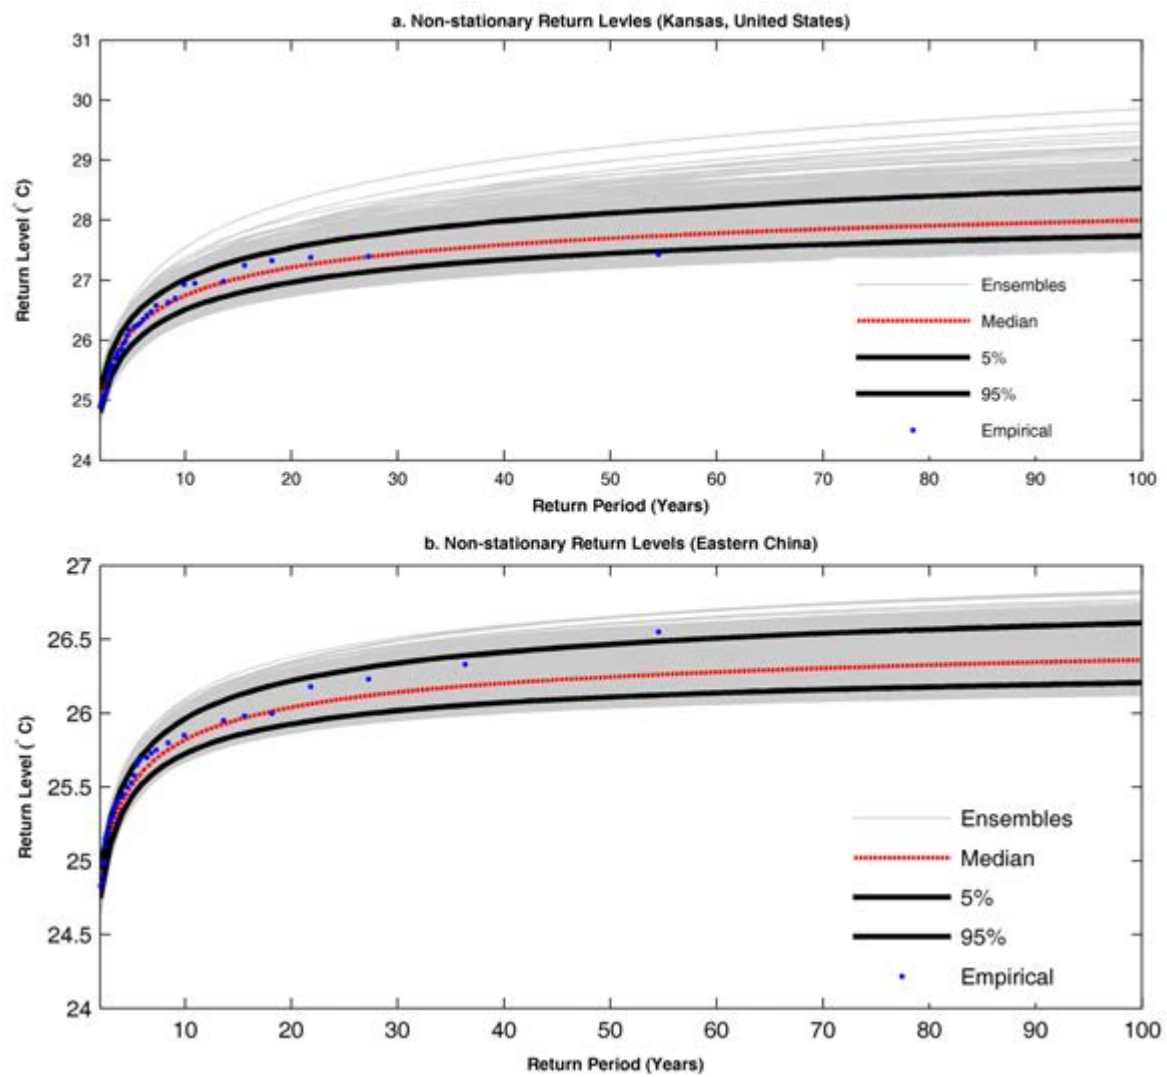 a. Non-stationary Return Levles (Kansas, United States)
31
30
29
28
27
26
25
24
Return Level (°C)
Ensembles
Median
5%
95%
Empirical
10 20 30 40 50 60 70 80 90 100
Return Period (Years)
b. Non-stationary Return Levels (Eastern China)
27
26.5
26
25.5
25
24.5
24
Return Level (°C)
Ensembles
Median
5%
95%
Empirical
10 20 30 40 50 60 70 80 90 100
Return Period (Years)